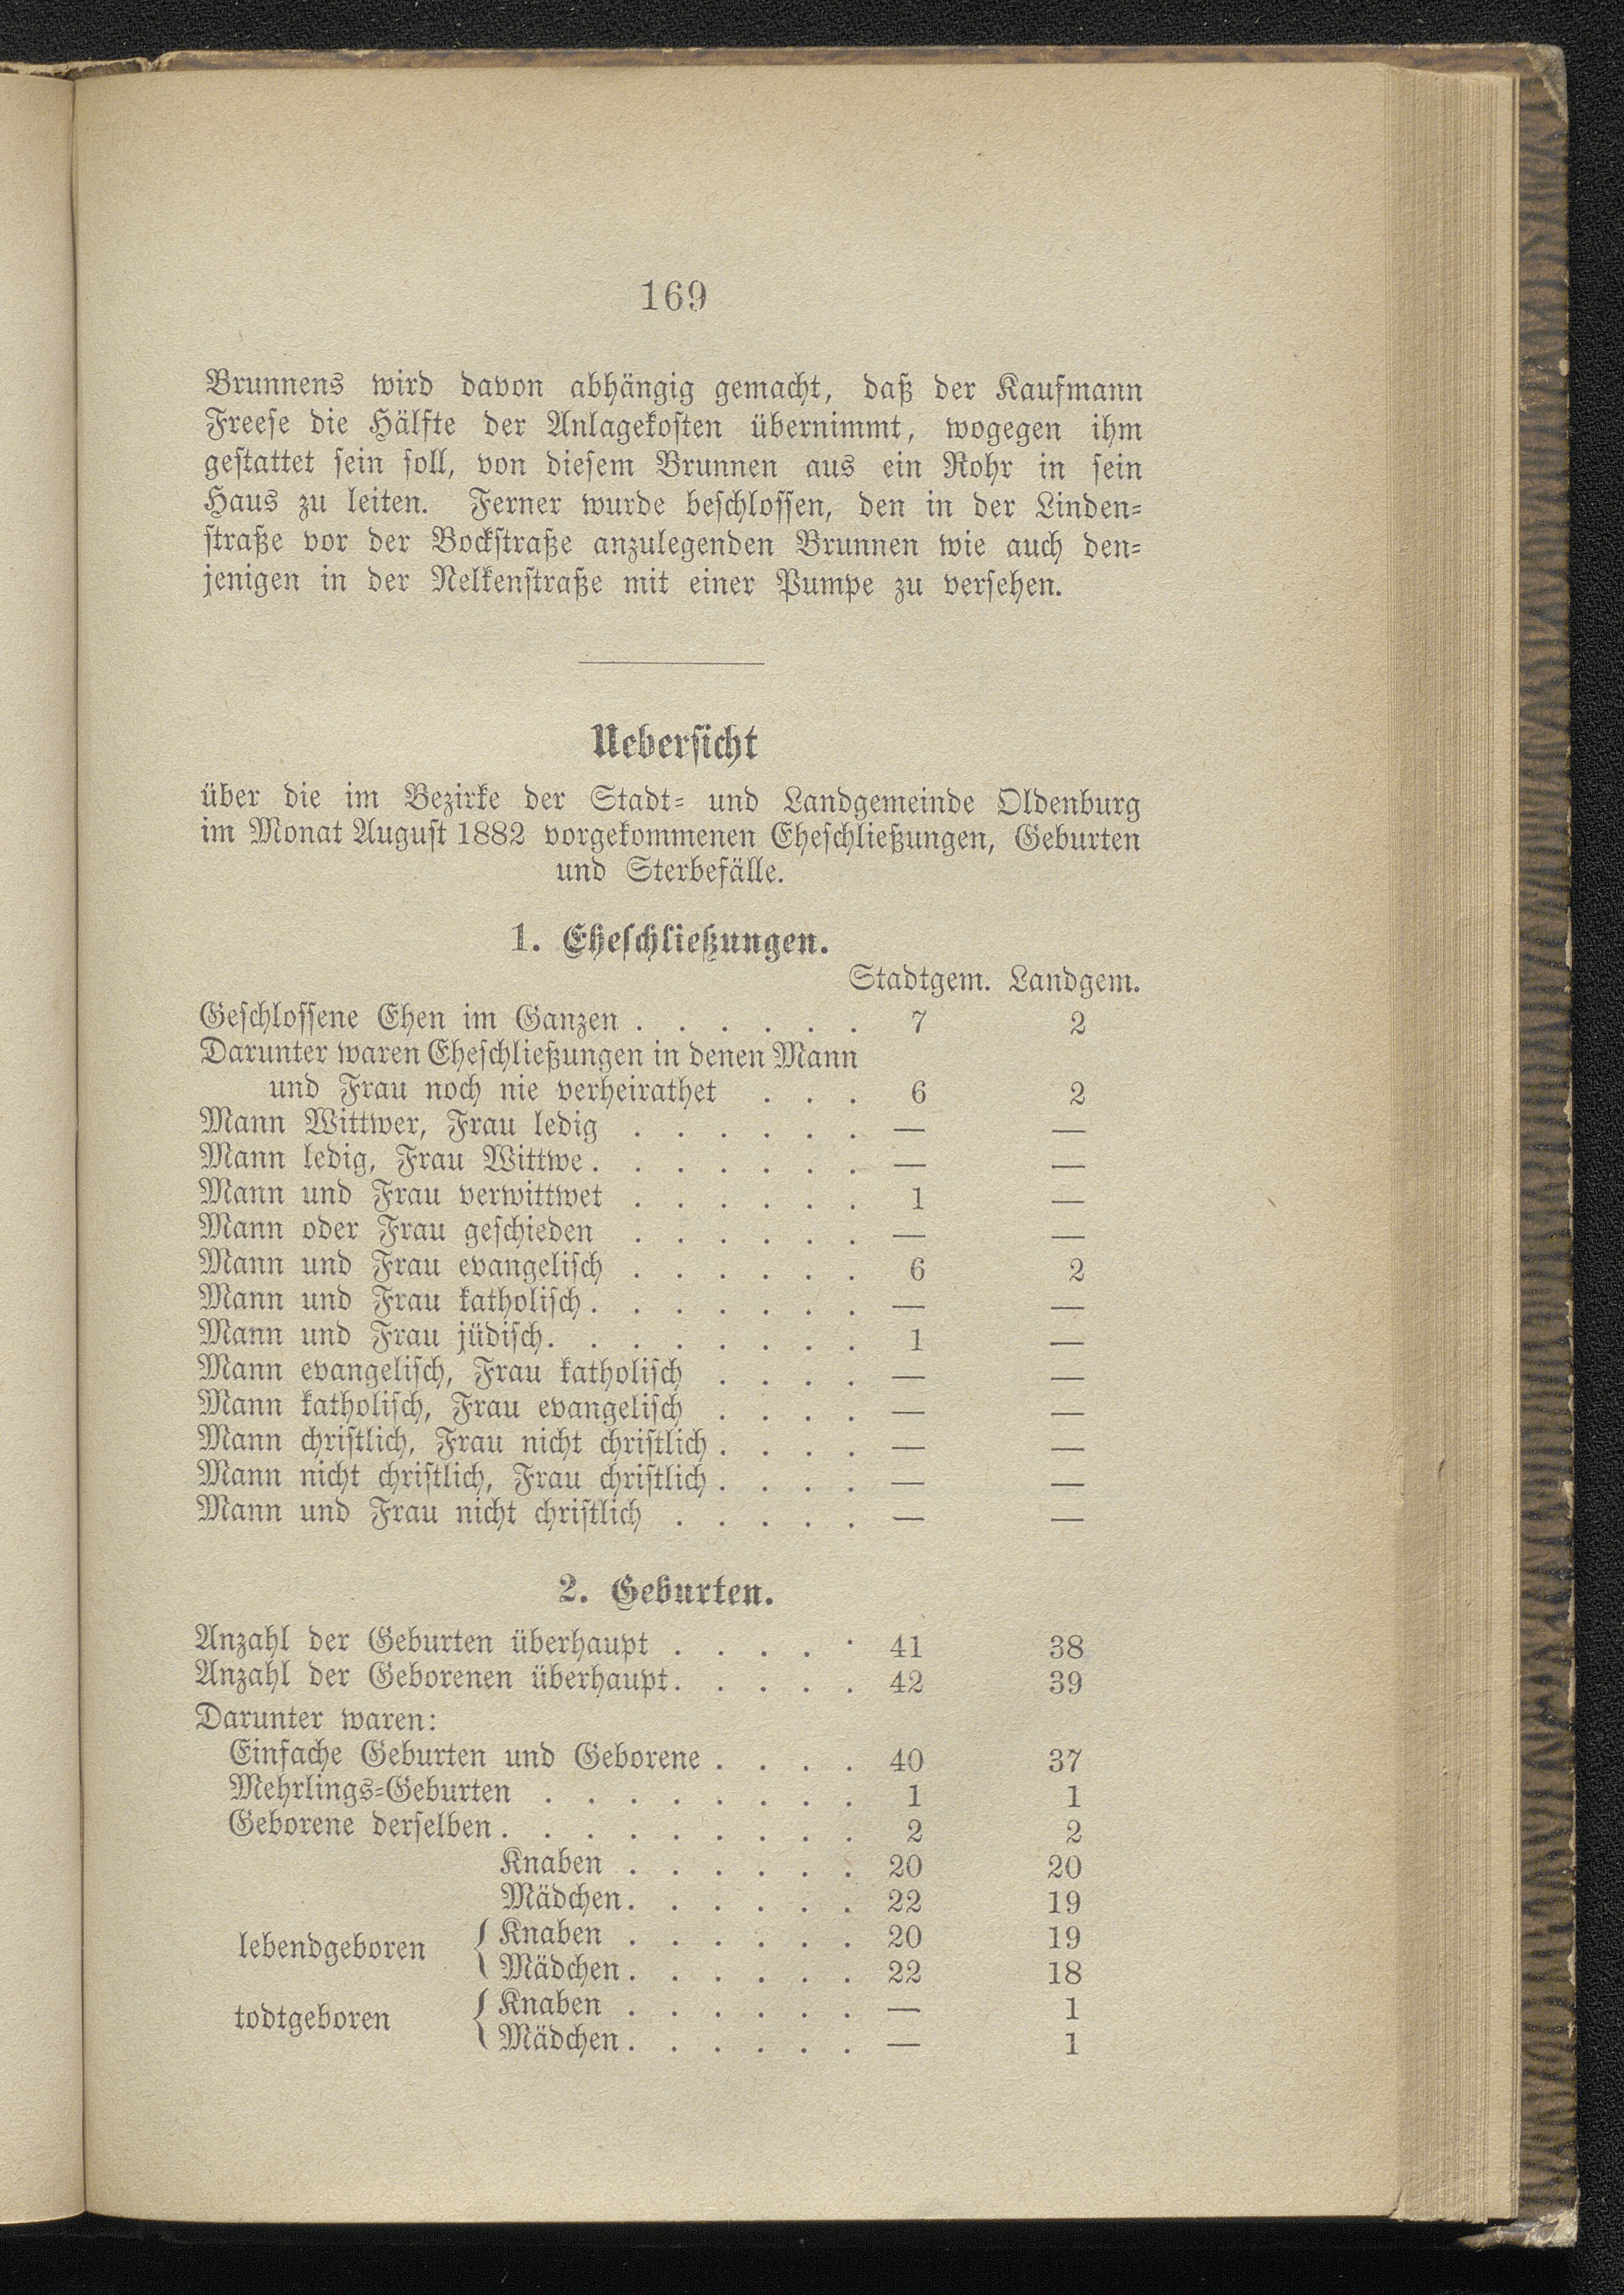 169
Brunnens wird davon abhängig gemacht, daß der Kaufmann
Freese die Hälfte der Anlagekosten übernimmt, wogegen ihm
gestattet sein soll, von diesem Brunnen aus ein Rohr in sein
Haus zu leiten. Ferner wurde beschlossen, den in der Linden-
straße vor der Bockstraße anzulegenden Brunnen wie auch den-
jenigen in der Nelkenstraße mit einer Pumpe zu versehen.
Uebersicht
über die im Bezirke der Stadt- und Landgemeinde Oldenburg
im Monat August 1882 vorgekommenen Eheschließungen, Geburten
und Sterbefälle.
1. Eheschließungen.
Stadtgem. Landgem.
Geschlossene Ehen im Ganzen . . . . . . 7 2
Darunter waren Eheschließungen in denen Mann
und Frau noch nie verheirathet . . . 6 2
Mann Wittwer, Frau ledig . . . . . . — —
Mann ledig, Frau Wittwe . . . . . . . — —
Mann und Frau verwittwet . . . . . . 1 —
Mann oder Frau geschieden . . . . . . — —
Mann und Frau evangelisch . . . . . . 6 2
Mann und Frau katholisch . . . . . . . — —
Mann und Frau jüdisch . . . . . . . . 1 —
Mann evangelisch, Frau katholisch . . . . — —
Mann katholisch, Frau evangelisch . . . . — —
Mann christlich, Frau nicht christlich . . . . — —
Mann nicht christlich, Frau christlich . . . . — —
Mann und Frau nicht christlich . . . . . — —
2. Geburten.
Anzahl der Geburten überhaupt . . . . . 41 38
Anzahl der Geborenen überhaupt . . . . . 42 39
Darunter waren:
Einfache Geburten und Geborene . . . . 40 37
Mehrlings-Geburten . . . . . . . . 1 1
Geborene derselben . . . . . . . . . 2 2
Knaben . . . . . . 20 20
Mädchen . . . . . . 22 19
lebendgeboren { Knaben . . . . . . 20 19
Mädchen . . . . . . 22 18
todtgeboren { Knaben . . . . . . — 1
Mädchen . . . . . . — 1